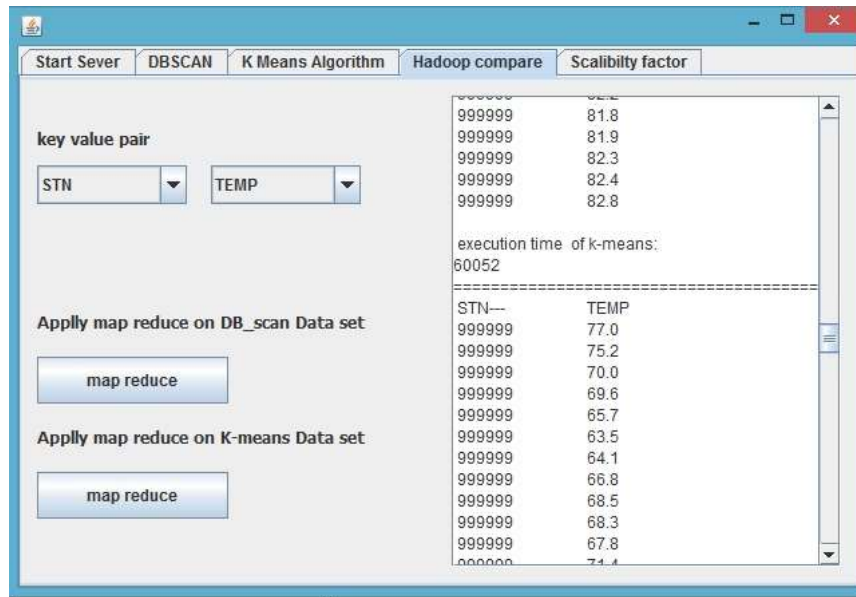 Start Sever DBSCAN K Means Algorithm Hadoop compare Scalibilty factor
key value pair
STN TEMP
Applly map reduce on DB_scan Data set
map reduce
Applly map reduce on K-means Data set
map reduce
999999 81.8
999999 81.9
999999 82.3
999999 82.4
999999 82.8
execution time of k-means:
60052
========================================
STN--- TEMP
999999 77.0
999999 75.2
999999 70.0
999999 69.6
999999 65.7
999999 63.5
999999 64.1
999999 66.8
999999 68.5
999999 68.3
999999 67.8
999999 71.4